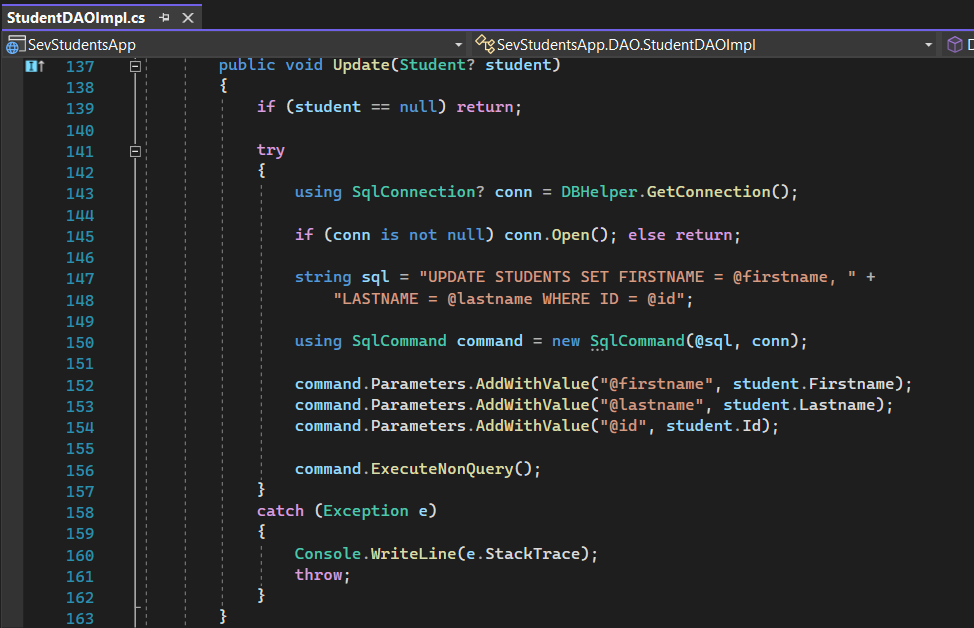 StudentDAOImpl.cs
SevStudentsApp SevStudentsApp.DAO.StudentDAOImpl
137 public void Update(Student? student)
138 {
139 if (student == null) return;
140
141 try
142 {
143 using SqlConnection? conn = DBHelper.GetConnection();
144
145 if (conn is not null) conn.Open(); else return;
146
147 string sql = "UPDATE STUDENTS SET FIRSTNAME = @firstname, " +
148 "LASTNAME = @lastname WHERE ID = @id";
149
150 using SqlCommand command = new SqlCommand(@sql, conn);
151
152 command.Parameters.AddWithValue("@firstname", student.Firstname);
153 command.Parameters.AddWithValue("@lastname", student.Lastname);
154 command.Parameters.AddWithValue("@id", student.Id);
155
156 command.ExecuteNonQuery();
157 }
158 catch (Exception e)
159 {
160 Console.WriteLine(e.StackTrace);
161 throw;
162 }
163 }